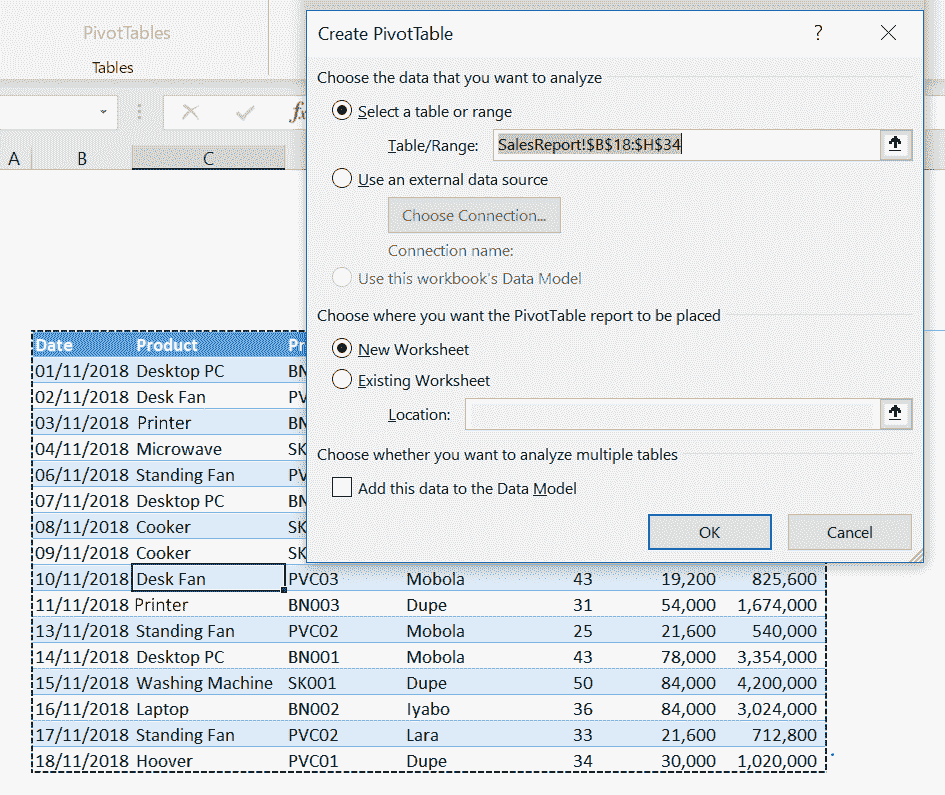 PivotTables
Tables
fx
A B C
Create PivotTable ?
Choose the data that you want to analyze
Select a table or range
Table/Range: SalesReport!$B$18:$H$34
Use an external data source
Choose Connection...
Connection name:
Use this workbook's Data Model
Choose where you want the PivotTable report to be placed
New Worksheet
Existing Worksheet
Location:
Choose whether you want to analyze multiple tables
Add this data to the Data Model
OK Cancel
Date Product Pr
01/11/2018 Desktop PC BN
02/11/2018 Desk Fan PV
03/11/2018 Printer BN
04/11/2018 Microwave SK
06/11/2018 Standing Fan PV
07/11/2018 Desktop PC BN
08/11/2018 Cooker SK
09/11/2018 Cooker SK
10/11/2018 Desk Fan PVC03 Mobola 43 19,200 825,600
11/11/2018 Printer BN003 Dupe 31 54,000 1,674,000
13/11/2018 Standing Fan PVC02 Mobola 25 21,600 540,000
14/11/2018 Desktop PC BN001 Mobola 43 78,000 3,354,000
15/11/2018 Washing Machine SK001 Dupe 50 84,000 4,200,000
16/11/2018 Laptop BN002 Iyabo 36 84,000 3,024,000
17/11/2018 Standing Fan PVC02 Lara 33 21,600 712,800
18/11/2018 Hoover PVC01 Dupe 34 30,000 1,020,000